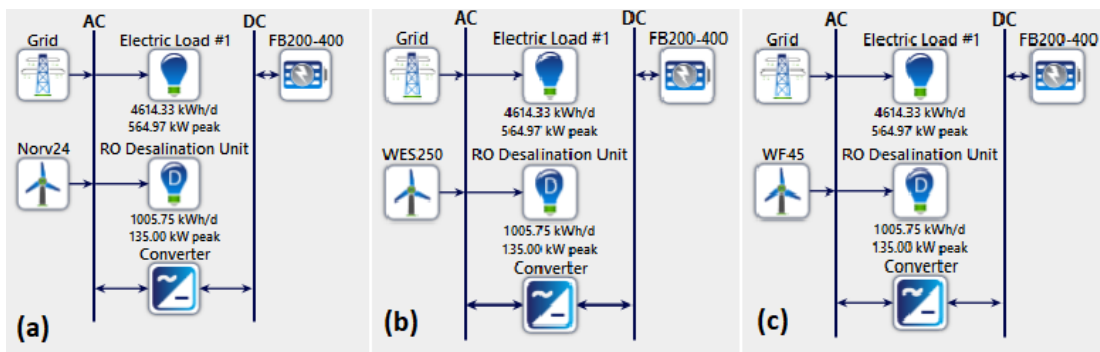 AC DC
Grid Electric Load #1 FB200-400
4614.33 kWh/d
564.97 kW peak
Norv24 RO Desalination Unit
D
1005.75 kWh/d
135.00 kW peak
Converter
(a)
AC DC
Grid Electric Load #1 FB200-400
4614.33 kWh/d
564.97 kW peak
WES250 RO Desalination Unit
D
1005.75 kWh/d
135.00 kW peak
Converter
(b)
AC DC
Grid Electric Load #1 FB200-400
4614.33 kWh/d
564.97 kW peak
WF45 RO Desalination Unit
D
1005.75 kWh/d
135.00 kW peak
Converter
(c)